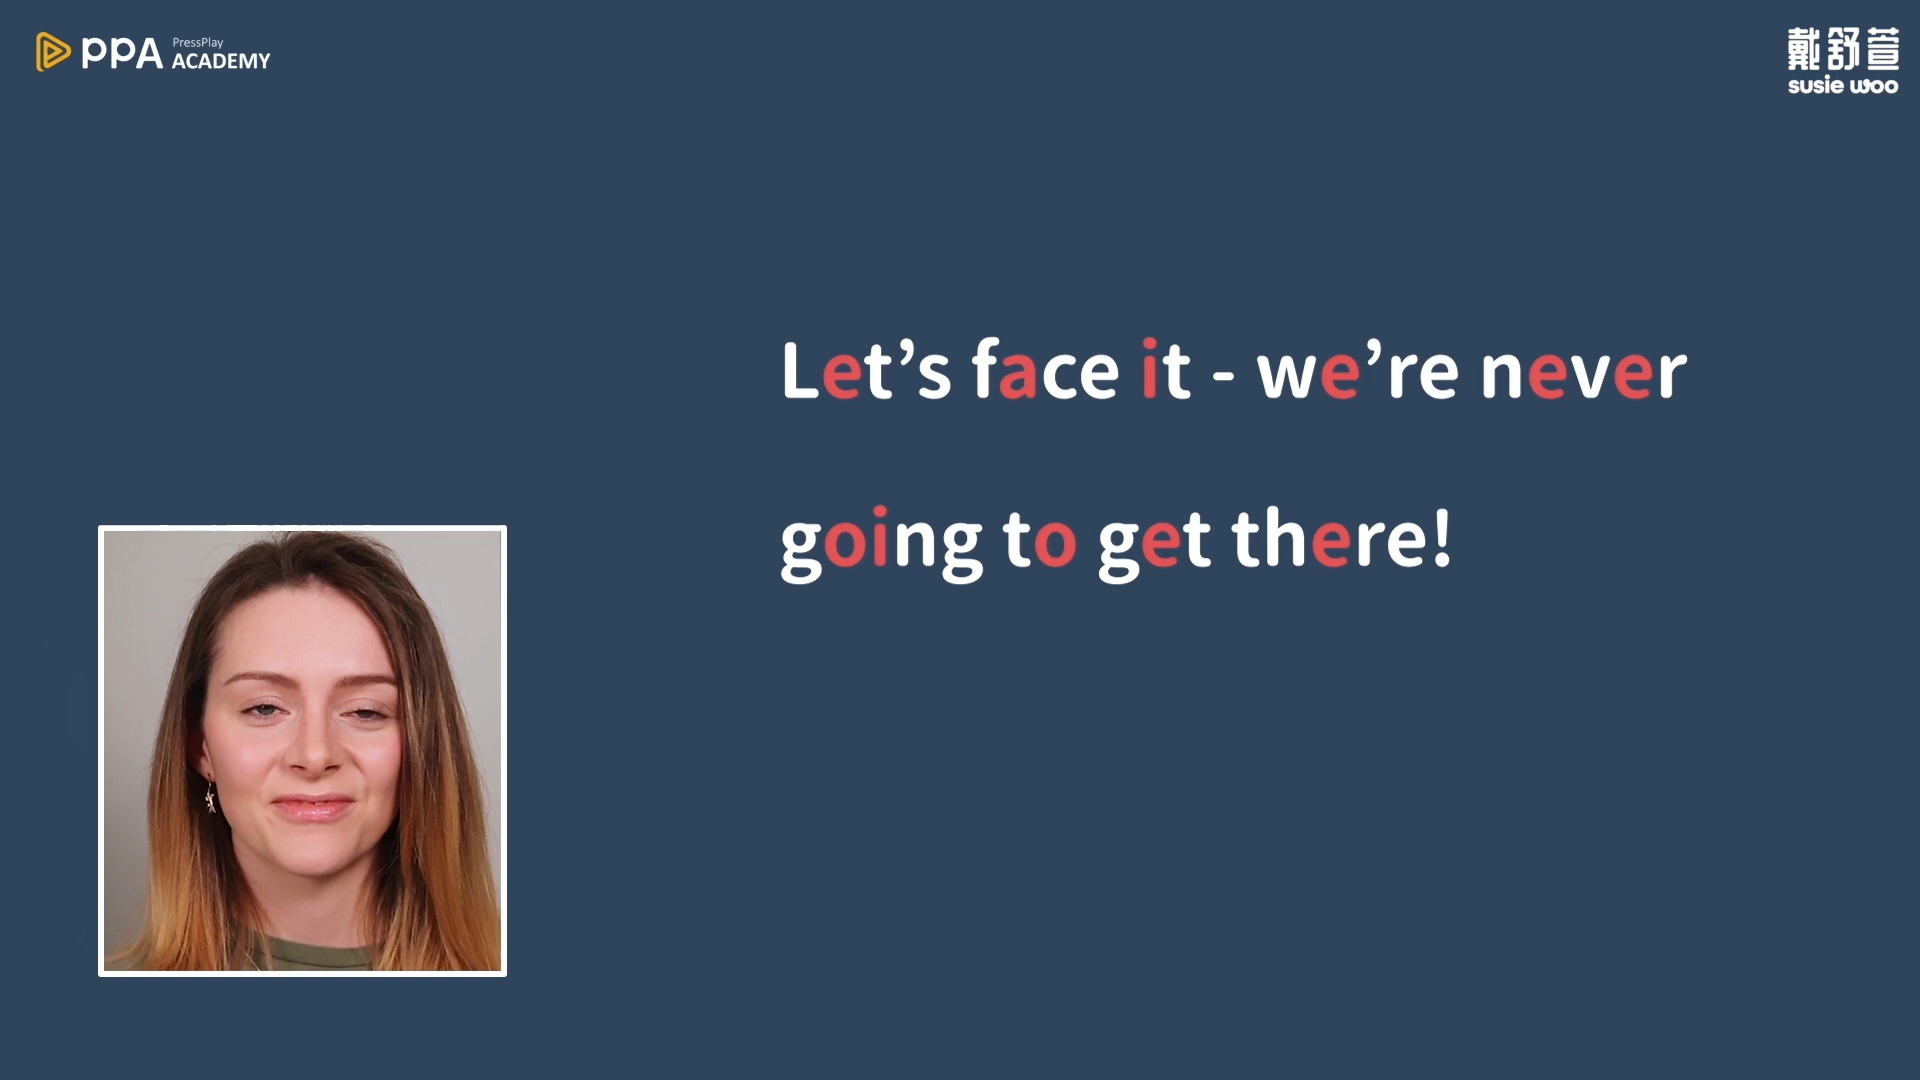 PPA PressPlay
ACADEMY
戴舒萱
susie woo
Let’s face it - we’re never
going to get there!